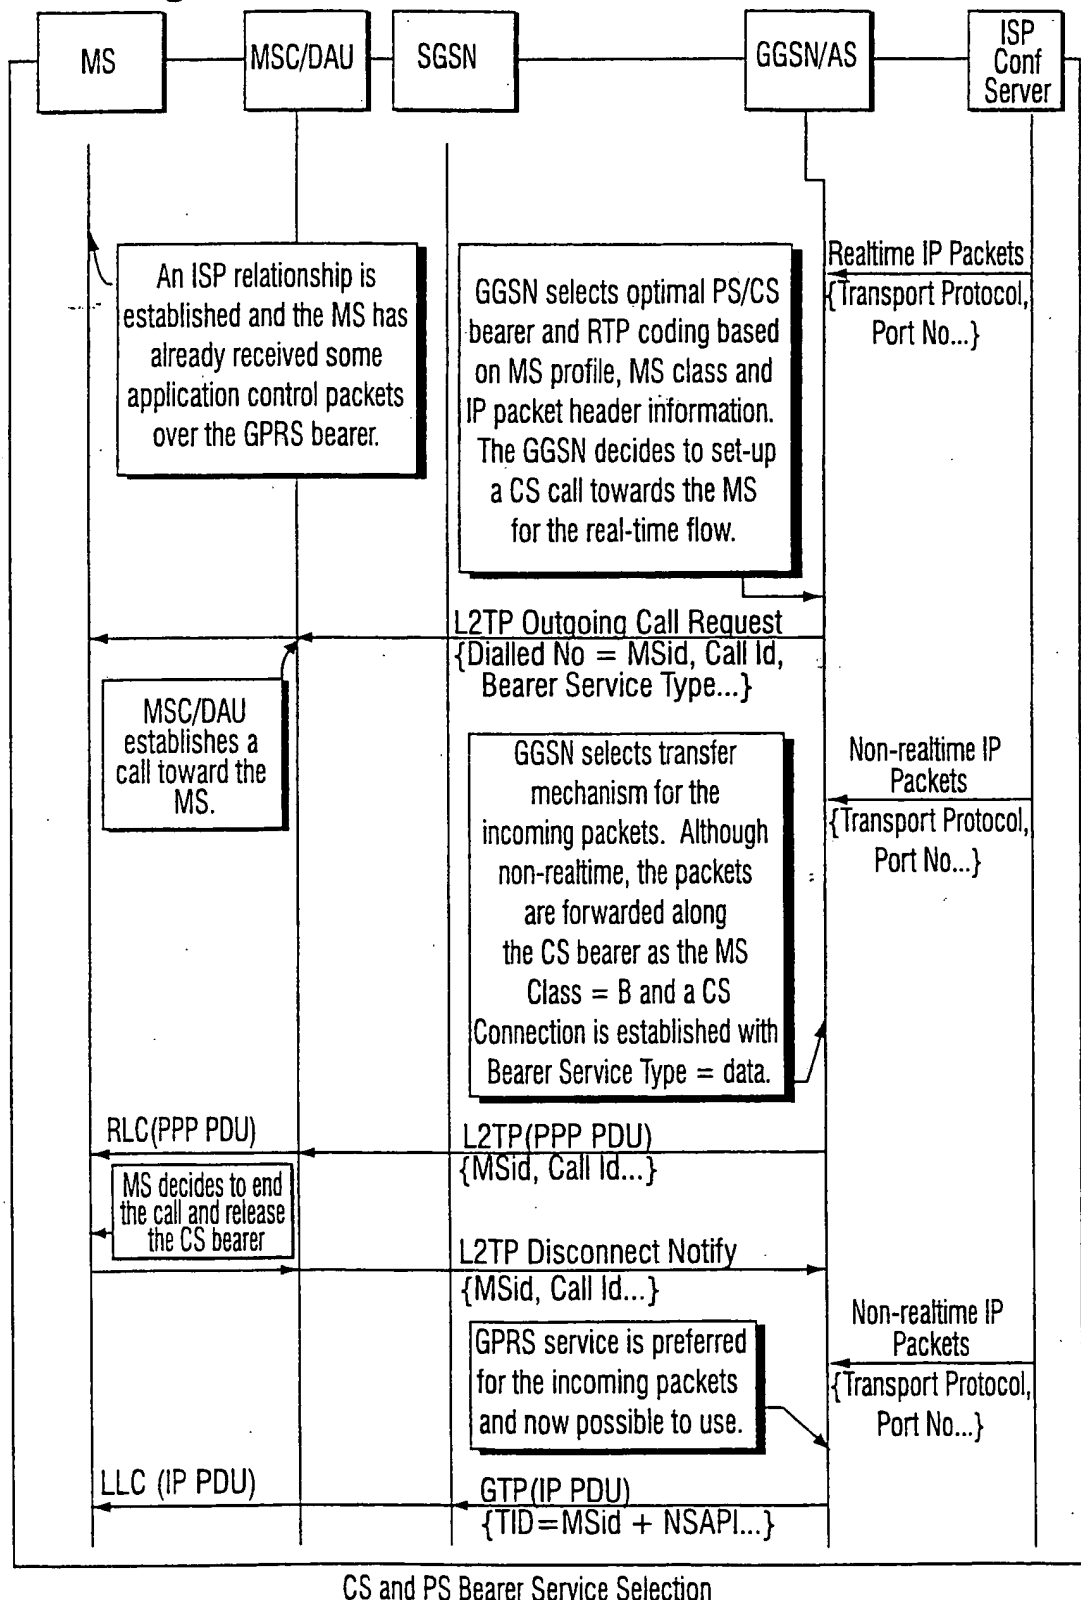 MS
MSC/DAU
SGSN
GGSN/AS
ISP
Conf
Server
An ISP relationship is
established and the MS has
already received some
application control packets
over the GPRS bearer.
GGSN selects optimal PS/CS
bearer and RTP coding based
on MS profile, MS class and
IP packet header information.
The GGSN decides to set-up
a CS call towards the MS
for the real-time flow.
Realtime IP Packets
{Transport Protocol,
Port No...}
L2TP Outgoing Call Request
{Dialled No = MSid, Call Id,
Bearer Service Type...}
MSC/DAU
establishes a
call toward the
MS.
GGSN selects transfer
mechanism for the
incoming packets. Although
non-realtime, the packets
are forwarded along
the CS bearer as the MS
Class = B and a CS
Connection is established with
Bearer Service Type = data.
Non-realtime IP
Packets
{Transport Protocol,
Port No...}
RLC(PPP PDU)
L2TP(PPP PDU)
{MSid, Call Id...}
MS decides to end
the call and release
the CS bearer
L2TP Disconnect Notify
{MSid, Call Id...}
GPRS service is preferred
for the incoming packets
and now possible to use.
Non-realtime IP
Packets
{Transport Protocol,
Port No...}
LLC (IP PDU)
GTP(IP PDU)
{TID=MSid + NSAPI...}
CS and PS Bearer Service Selection